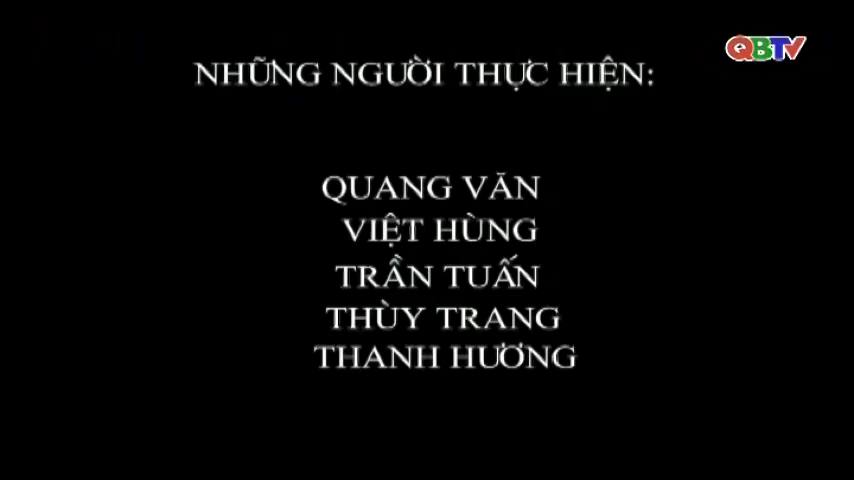 QBTV
NHỮNG NGƯỜI THỰC HIỆN:
QUANG VĂN
VIỆT HÙNG
TRẦN TUẤN
THÙY TRANG
THANH HƯƠNG